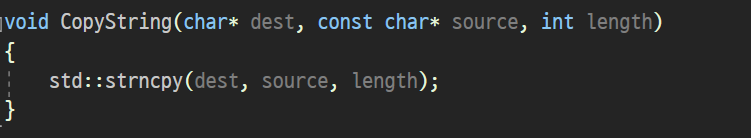 void CopyString(char* dest, const char* source, int length)
{
    std::strncpy(dest, source, length);
}